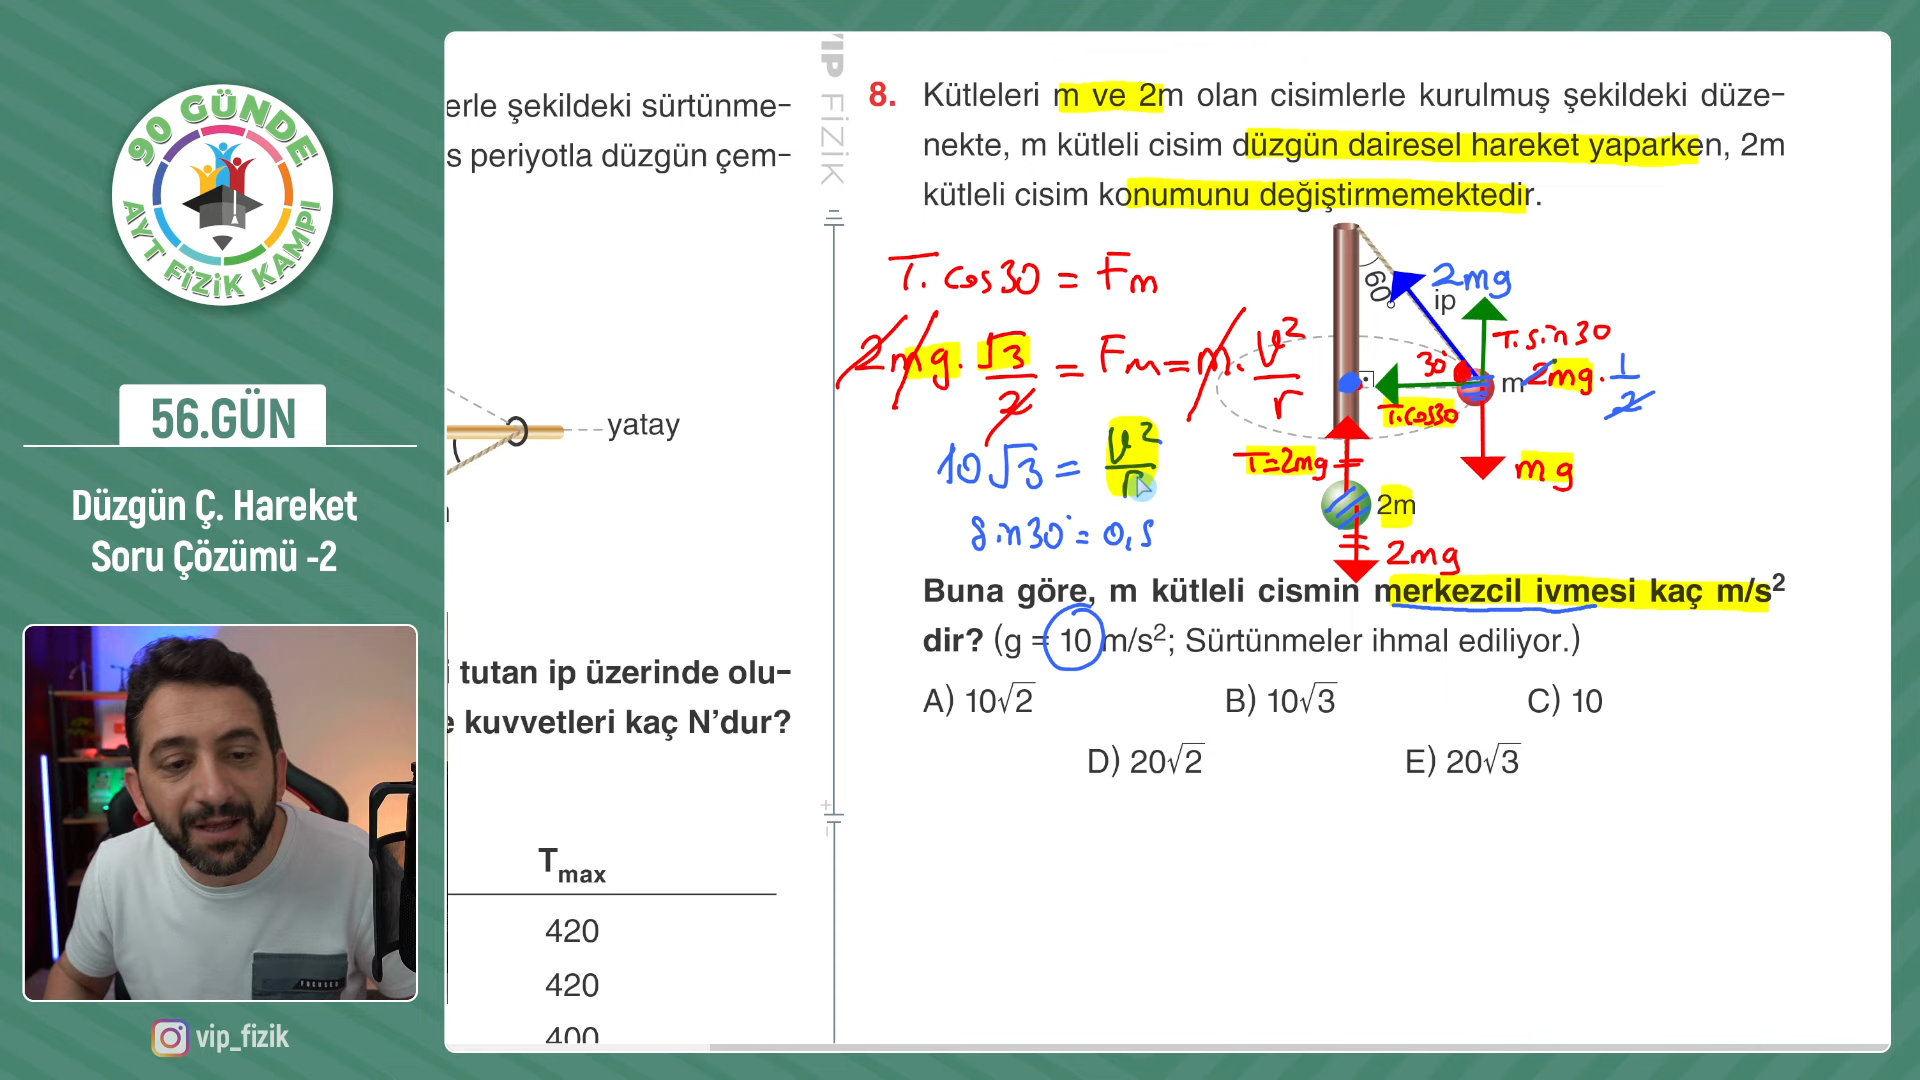 90 GÜNDE
AYT FİZİK KAMPI
56.GÜN
Düzgün Ç. Hareket
Soru Çözümü -2
FOCUSED
vip_fizik
erle şekildeki sürtünme-
s periyotla düzgün çem-
yatay
i tutan ip üzerinde olu-
e kuvvetleri kaç N’dur?
Tmax
420
420
400
VIP FİZİK
8. Kütleleri m ve 2m olan cisimlerle kurulmuş şekildeki düze-
nekte, m kütleli cisim düzgün dairesel hareket yaparken, 2m
kütleli cisim konumunu değiştirmemektedir.
T. cos30 = Fm
2mg. √3/2 = Fm = m. v²/r
10√3 = v²/r
sin30° = 0,5
60°
2mg
ip
T. sin30
30°
m 2mg. 1/2
T.cos30
T=2mg
mg
2m
2mg
Buna göre, m kütleli cismin merkezcil ivmesi kaç m/s²
dir? (g = 10 m/s²; Sürtünmeler ihmal ediliyor.)
A) 10√2 B) 10√3 C) 10
D) 20√2 E) 20√3